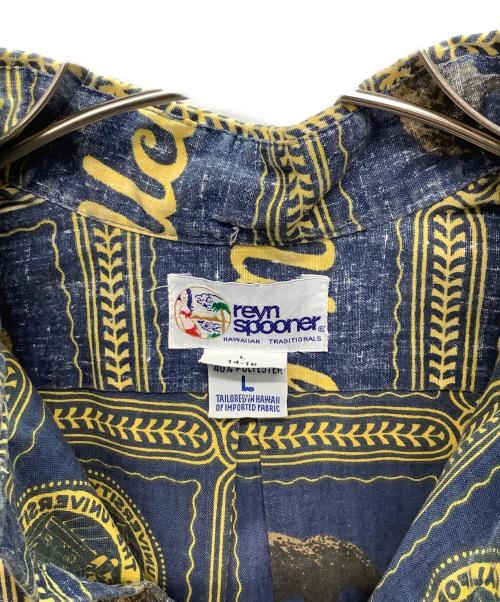 reyn
spooner
HAWAIIAN TRADITIONALS
L
14-16
40% POLYESTER
L
TAILORED IN HAWAII
OF IMPORTED FABRIC